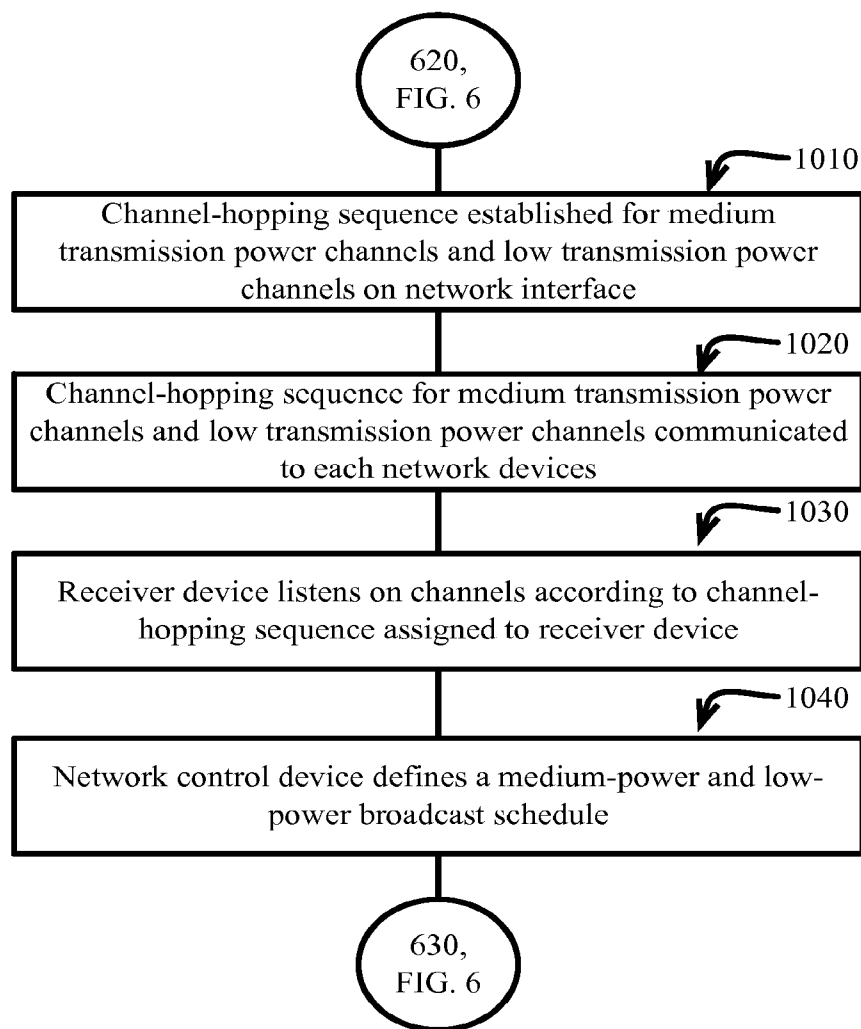 620,
FIG. 6
1010
Channel-hopping sequence established for medium
transmission power channels and low transmission power
channels on network interface
1020
Channel-hopping sequence for medium transmission power
channels and low transmission power channels communicated
to each network devices
1030
Receiver device listens on channels according to channel-
hopping sequence assigned to receiver device
1040
Network control device defines a medium-power and low-
power broadcast schedule
630,
FIG. 6